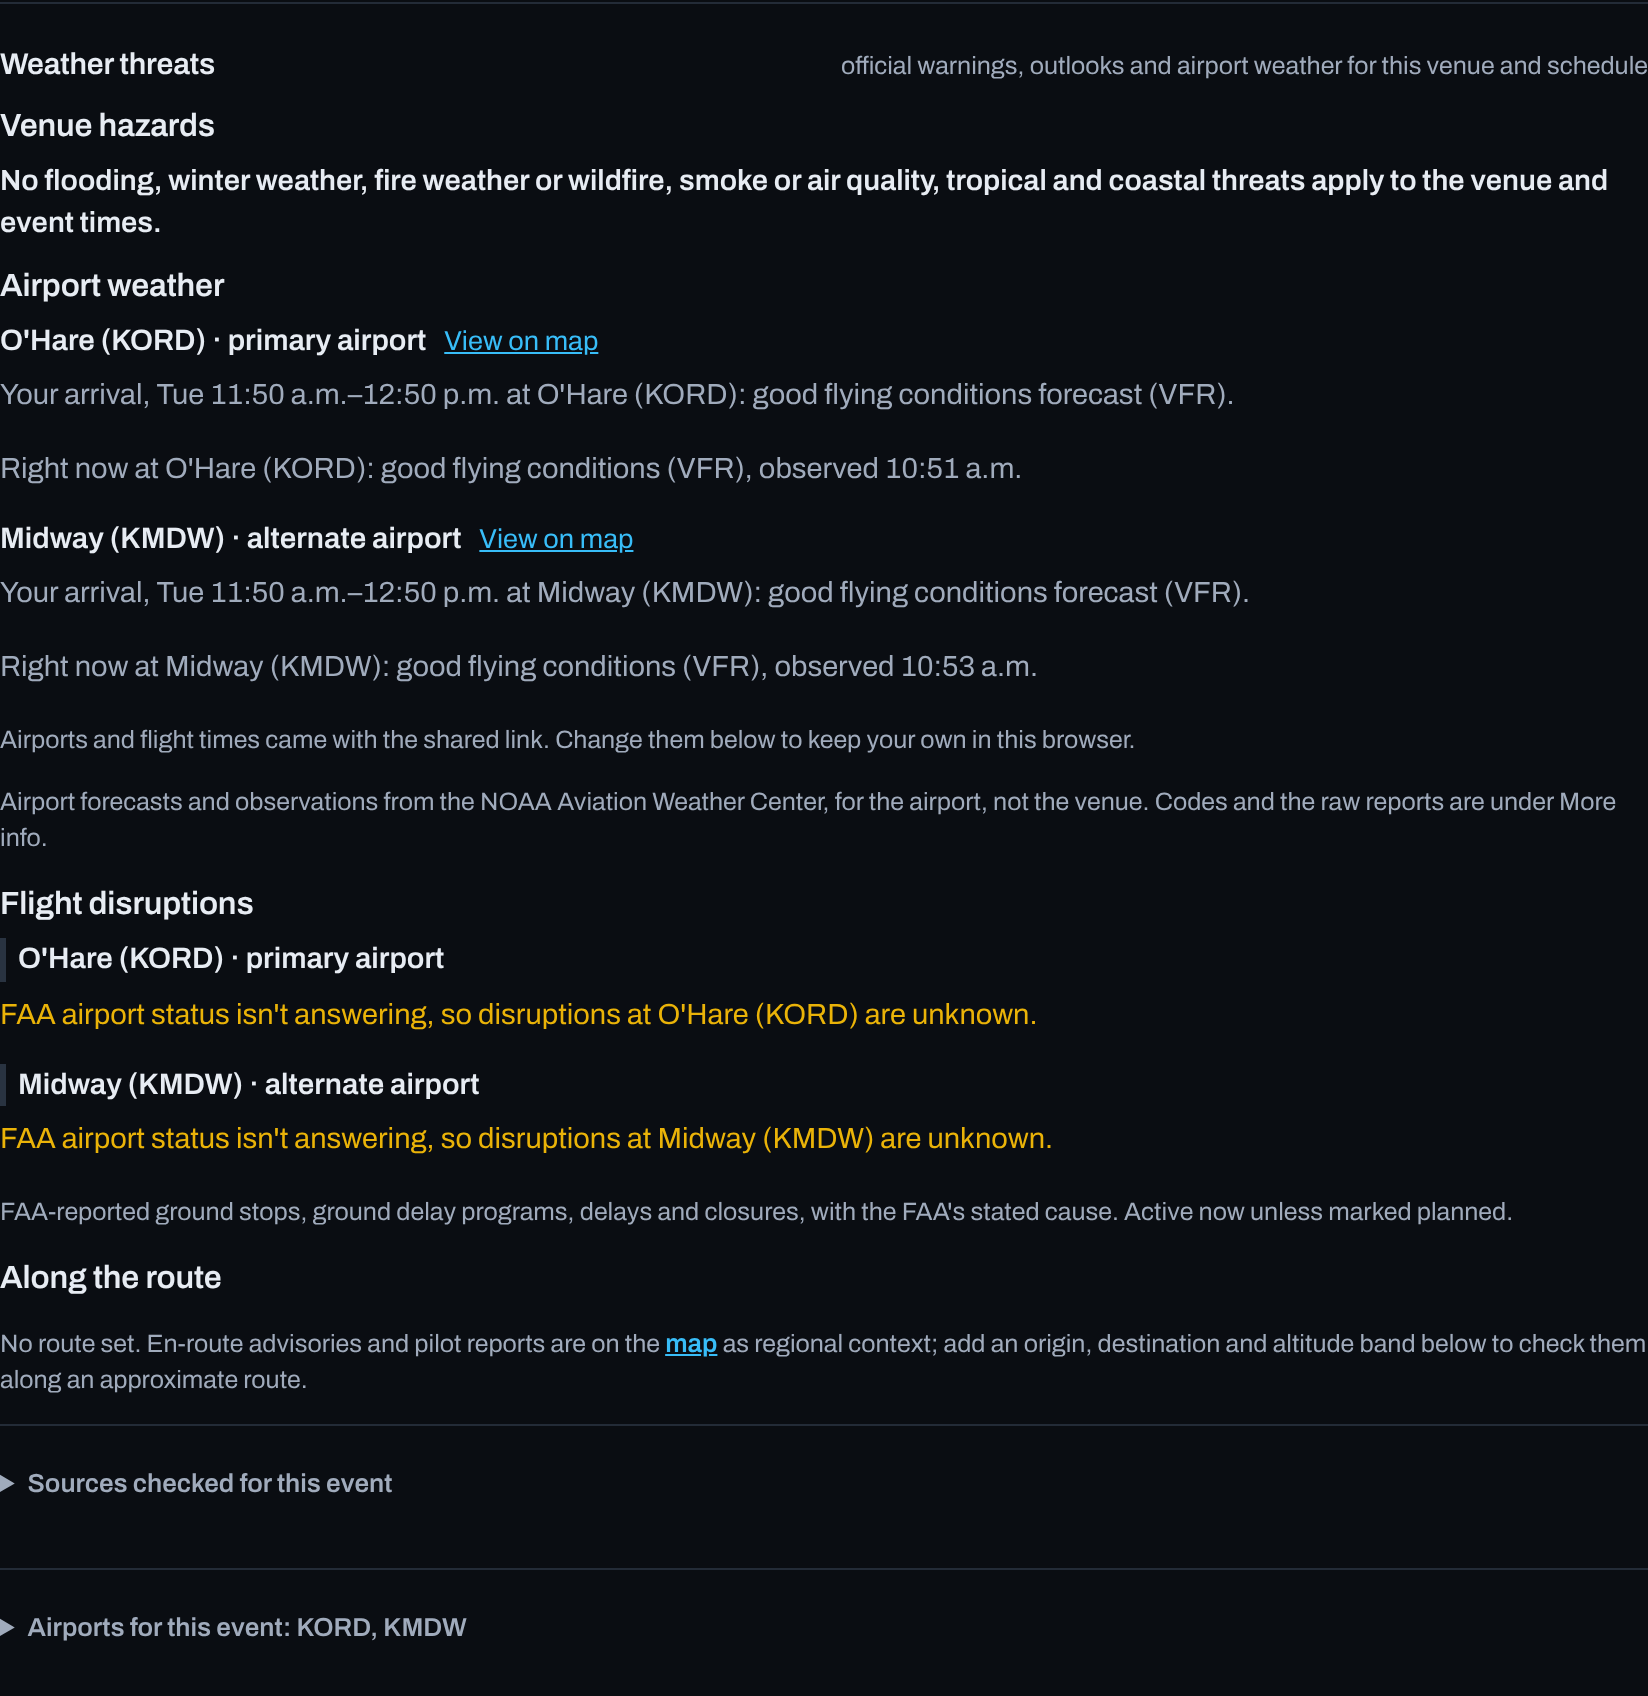 Weather threats
official warnings, outlooks and airport weather for this venue and schedule
Venue hazards
No flooding, winter weather, fire weather or wildfire, smoke or air quality, tropical and coastal threats apply to the venue and
event times.
Airport weather
O'Hare (KORD) · primary airport View on map
Your arrival, Tue 11:50 a.m.–12:50 p.m. at O'Hare (KORD): good flying conditions forecast (VFR).
Right now at O'Hare (KORD): good flying conditions (VFR), observed 10:51 a.m.
Midway (KMDW) · alternate airport View on map
Your arrival, Tue 11:50 a.m.–12:50 p.m. at Midway (KMDW): good flying conditions forecast (VFR).
Right now at Midway (KMDW): good flying conditions (VFR), observed 10:53 a.m.
Airports and flight times came with the shared link. Change them below to keep your own in this browser.
Airport forecasts and observations from the NOAA Aviation Weather Center, for the airport, not the venue. Codes and the raw reports are under More
info.
Flight disruptions
O'Hare (KORD) · primary airport
FAA airport status isn't answering, so disruptions at O'Hare (KORD) are unknown.
Midway (KMDW) · alternate airport
FAA airport status isn't answering, so disruptions at Midway (KMDW) are unknown.
FAA-reported ground stops, ground delay programs, delays and closures, with the FAA's stated cause. Active now unless marked planned.
Along the route
No route set. En-route advisories and pilot reports are on the map as regional context; add an origin, destination and altitude band below to check them
along an approximate route.
Sources checked for this event
Airports for this event: KORD, KMDW